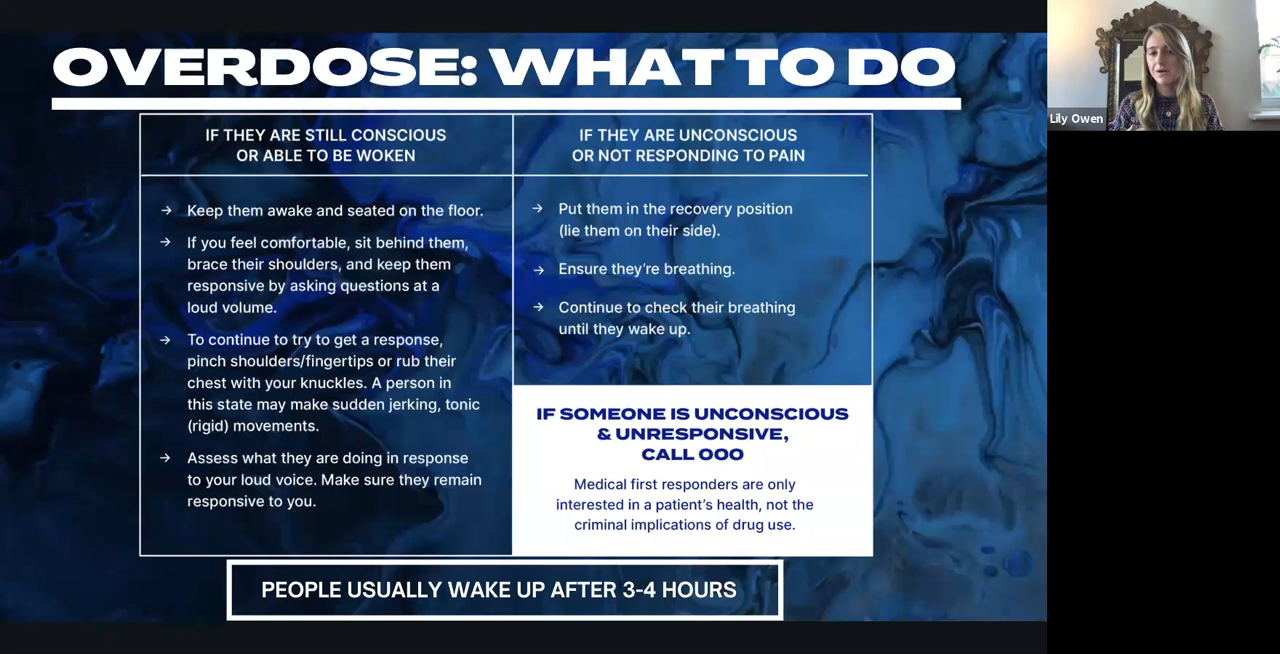 OVERDOSE: WHAT TO DO
IF THEY ARE STILL CONSCIOUS
OR ABLE TO BE WOKEN
→ Keep them awake and seated on the floor.
→ If you feel comfortable, sit behind them,
brace their shoulders, and keep them
responsive by asking questions at a
loud volume.
→ To continue to try to get a response,
pinch shoulders/fingertips or rub their
chest with your knuckles. A person in
this state may make sudden jerking, tonic
(rigid) movements.
→ Assess what they are doing in response
to your loud voice. Make sure they remain
responsive to you.
IF THEY ARE UNCONSCIOUS
OR NOT RESPONDING TO PAIN
→ Put them in the recovery position
(lie them on their side).
→ Ensure they're breathing.
→ Continue to check their breathing
until they wake up.
IF SOMEONE IS UNCONSCIOUS
& UNRESPONSIVE,
CALL 000
Medical first responders are only
interested in a patient's health, not the
criminal implications of drug use.
PEOPLE USUALLY WAKE UP AFTER 3-4 HOURS
Lily Owen